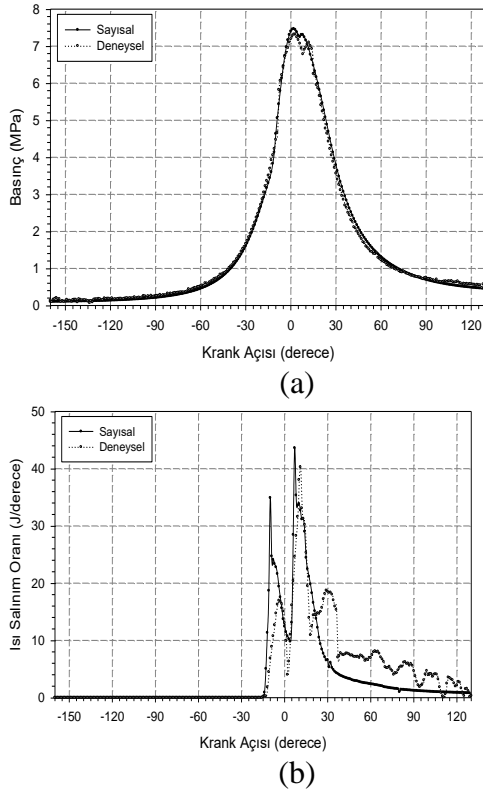 8
7
6
5
4
3
2
1
0
Basınç (MPa)
Sayısal
Deneysel
-150 -120 -90 -60 -30 0 30 60 90 120
Krank Açısı (derece)
(a)
50
40
30
20
10
0
Isı Salınım Oranı (J/derece)
Sayısal
Deneysel
-150 -120 -90 -60 -30 0 30 60 90 120
Krank Açısı (derece)
(b)